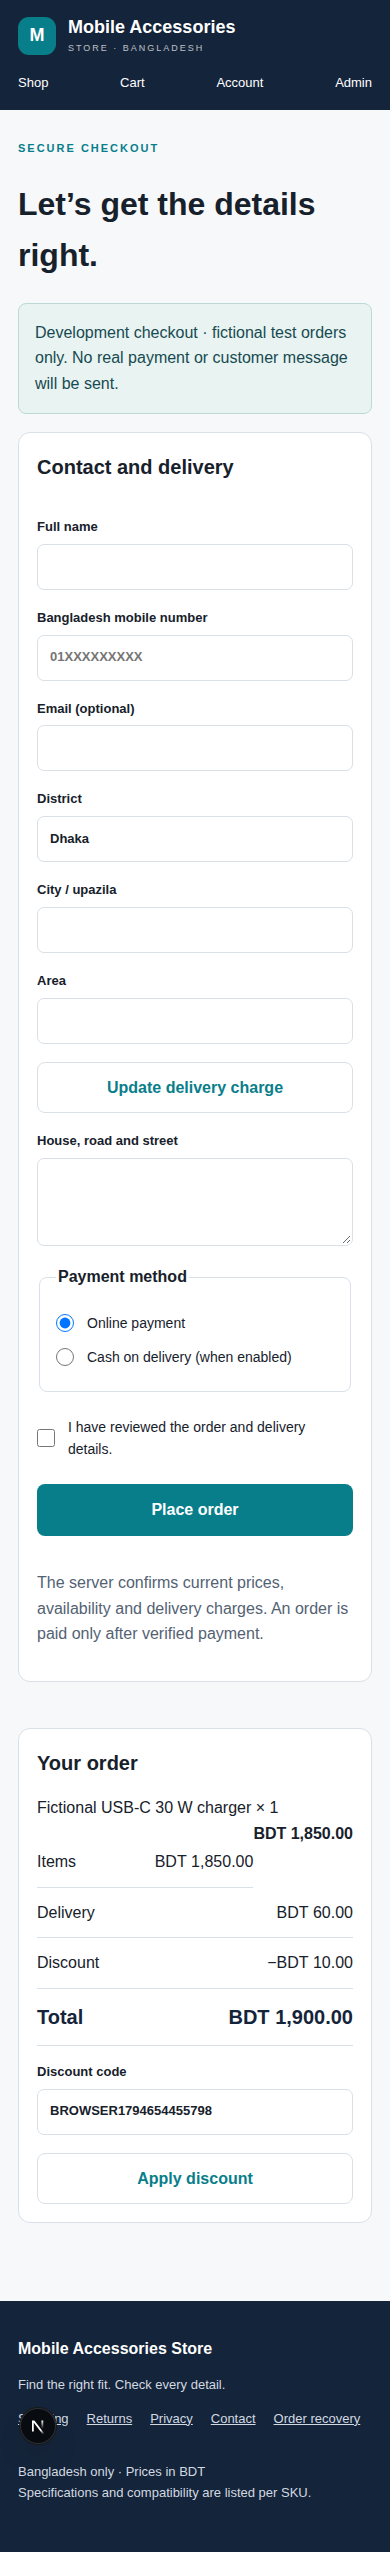 M
Mobile Accessories
STORE · BANGLADESH
Shop Cart Account Admin
SECURE CHECKOUT
Let’s get the details
right.
Development checkout · fictional test orders
only. No real payment or customer message
will be sent.
Contact and delivery
Full name
Bangladesh mobile number
01XXXXXXXXX
Email (optional)
District
Dhaka
City / upazila
Area
Update delivery charge
House, road and street
Payment method
Online payment
Cash on delivery (when enabled)
I have reviewed the order and delivery
details.
Place order
The server confirms current prices,
availability and delivery charges. An order is
paid only after verified payment.
Your order
Fictional USB-C 30 W charger × 1
BDT 1,850.00
Items BDT 1,850.00
Delivery BDT 60.00
Discount −BDT 10.00
Total BDT 1,900.00
Discount code
BROWSER1794654455798
Apply discount
Mobile Accessories Store
Find the right fit. Check every detail.
Returns Privacy Contact Order recovery
N
Bangladesh only · Prices in BDT
Specifications and compatibility are listed per SKU.